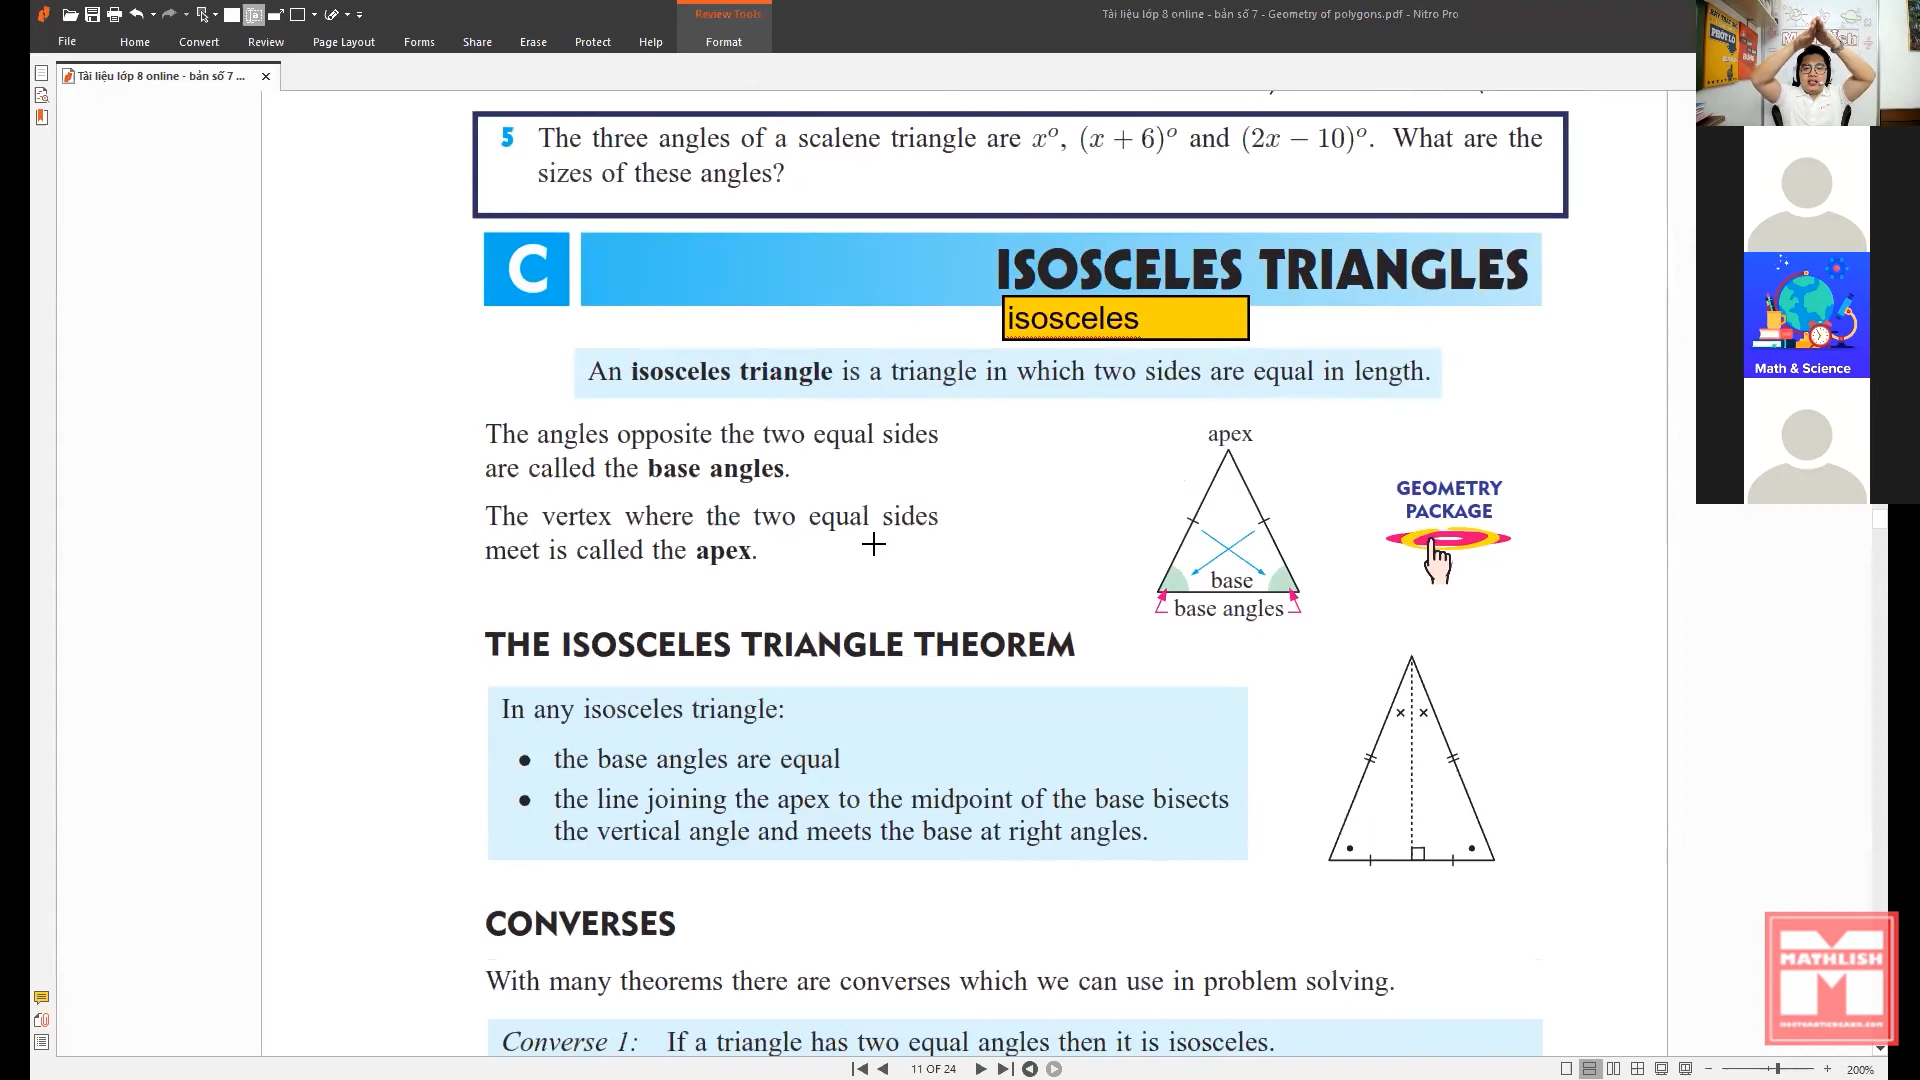 Review Tools
Tài liệu lớp 8 online - bản số 7 - Geometry of polygons.pdf - Nitro Pro
File
Home
Convert
Review
Page Layout
Forms
Share
Erase
Protect
Help
Format
Tài liệu lớp 8 online - bản số 7 ...
5 The three angles of a scalene triangle are x°, (x + 6)° and (2x − 10)°. What are the
sizes of these angles?
C
ISOSCELES TRIANGLES
isosceles
An isosceles triangle is a triangle in which two sides are equal in length.
Math & Science
The angles opposite the two equal sides
are called the base angles.
The vertex where the two equal sides
meet is called the apex.
apex
base
base angles
GEOMETRY
PACKAGE
THE ISOSCELES TRIANGLE THEOREM
In any isosceles triangle:
• the base angles are equal
• the line joining the apex to the midpoint of the base bisects
the vertical angle and meets the base at right angles.
CONVERSES
With many theorems there are converses which we can use in problem solving.
Converse 1: If a triangle has two equal angles then it is isosceles.
MATHLISH
11 OF 24
200%